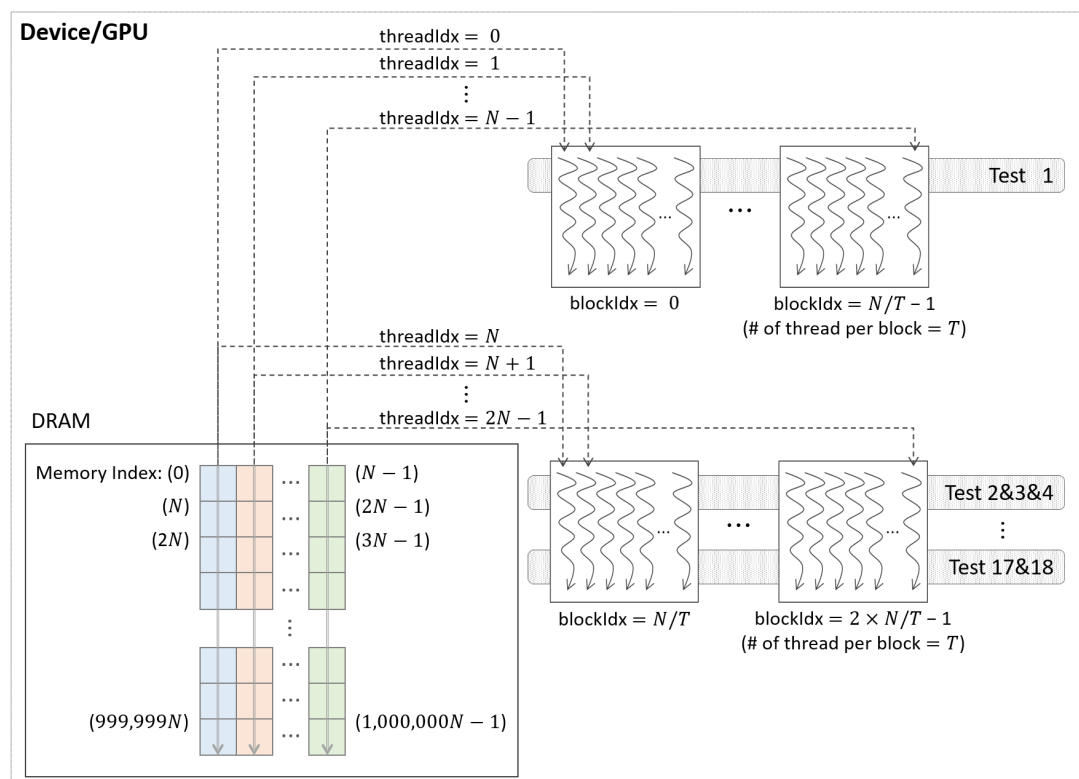 Device/GPU
threadIdx = 0
threadIdx = 1
⋮
threadIdx = N − 1
Test 1
...
...
...
blockIdx = 0
blockIdx = N/T − 1
(# of thread per block = T)
threadIdx = N
threadIdx = N + 1
⋮
threadIdx = 2N − 1
DRAM
Memory Index: (0) ... (N − 1)
(N) ... (2N − 1)
(2N) ... (3N − 1)
...
⋮
...
...
(999,999N) ... (1,000,000N − 1)
Test 2&3&4
...
...
...
⋮
Test 17&18
blockIdx = N/T
blockIdx = 2 × N/T − 1
(# of thread per block = T)